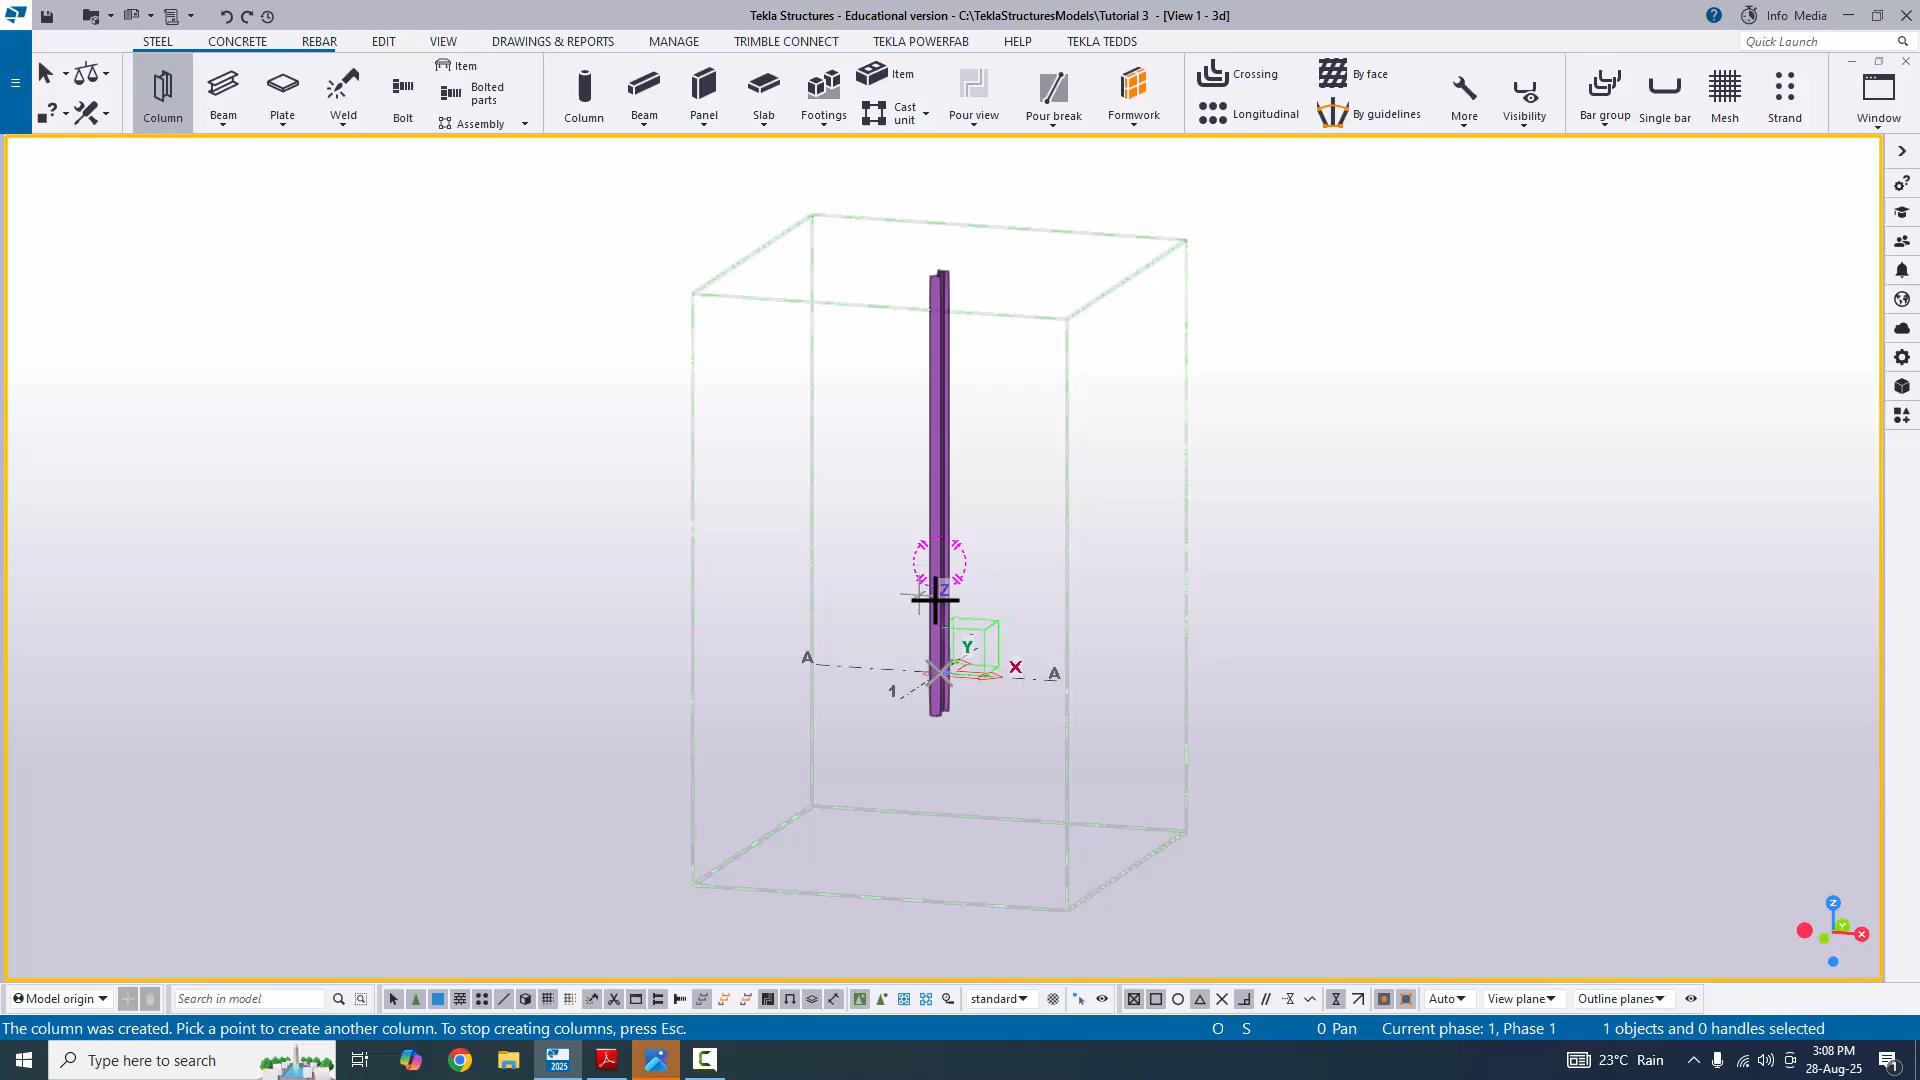 Tekla Structures - Educational version - C:\TeklaStructuresModels\Tutorial 3 - [View 1 - 3d]
Info Media
STEEL
CONCRETE
REBAR
EDIT
VIEW
DRAWINGS & REPORTS
MANAGE
TRIMBLE CONNECT
TEKLA POWERFAB
HELP
TEKLA TEDDS
Quick Launch
Column
Beam
Plate
Weld
Bolt
Item
Bolted
parts
Assembly
Column
Beam
Panel
Slab
Footings
Item
Cast
unit
Pour view
Pour break
Formwork
Crossing
Longitudinal
By face
By guidelines
More
Visibility
Bar group
Single bar
Mesh
Strand
Window
Z
Y
X
A
A
1
Z
Y
X
Model origin
Search in model
standard
Auto
View plane
Outline planes
The column was created. Pick a point to create another column. To stop creating columns, press Esc.
O
S
0 Pan
Current phase: 1, Phase 1
1 objects and 0 handles selected
Type here to search
2025
23°C Rain
3:08 PM
28-Aug-25
1